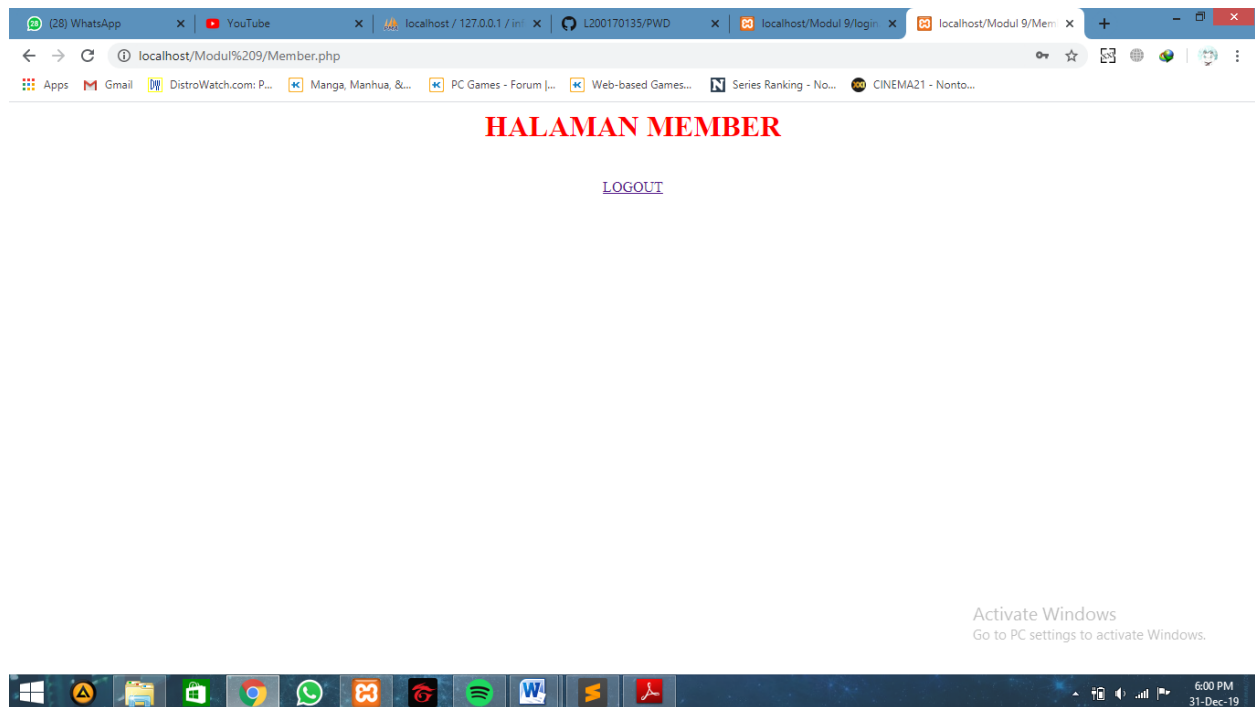 (28) WhatsApp
YouTube
localhost / 127.0.0.1 / inf
L200170135/PWD
localhost/Modul 9/login
localhost/Modul 9/Mem
localhost/Modul%209/Member.php
Apps
Gmail
DistroWatch.com: P...
Manga, Manhua, &...
PC Games - Forum |...
Web-based Games...
Series Ranking - No...
CINEMA21 - Nonto...
HALAMAN MEMBER
LOGOUT
Activate Windows
Go to PC settings to activate Windows.
6:00 PM
31-Dec-19